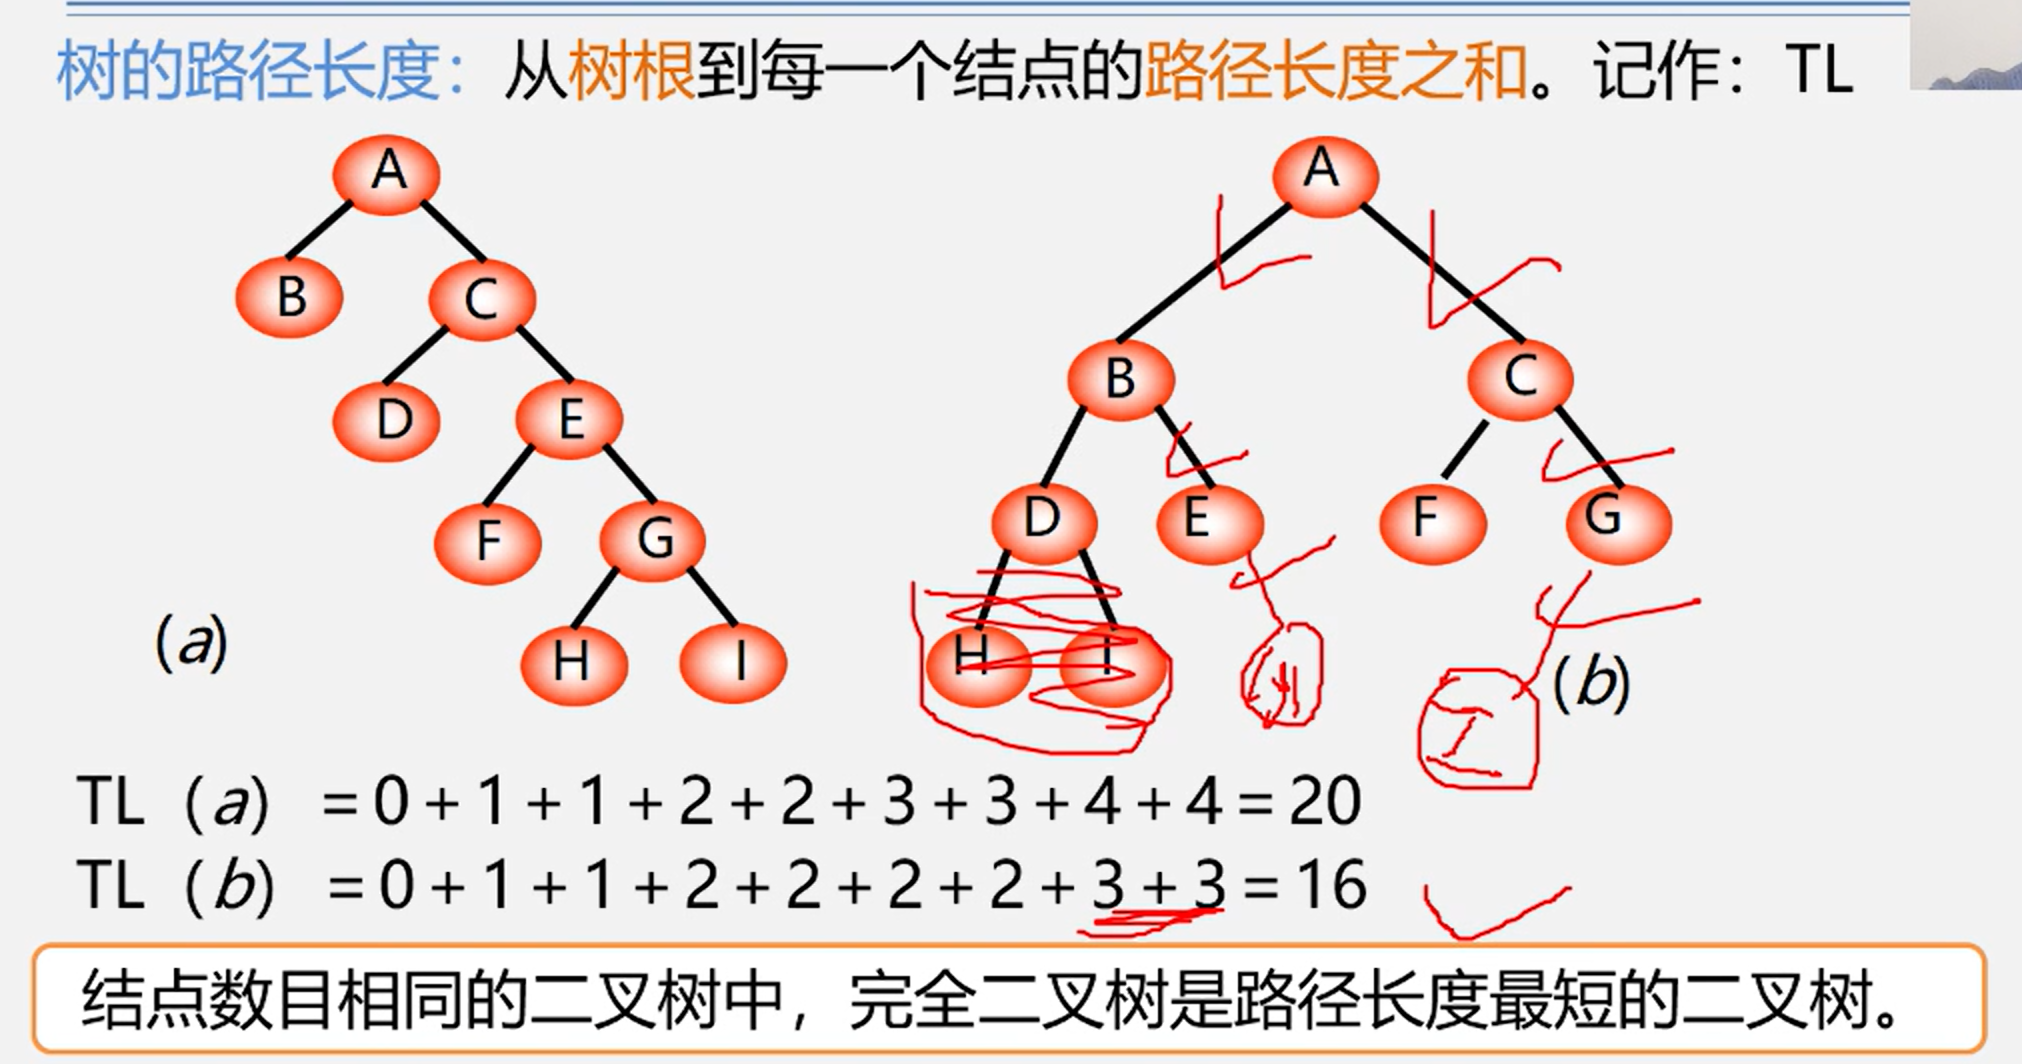 树的路径长度：从树根到每一个结点的路径长度之和。记作：TL
A
B
C
D
E
F
G
H
I
(a)
A
B
C
D
E
F
G
H
I
H
I
(b)
TL (a) =0+1+1+2+2+3+3+4+4=20
TL (b) =0+1+1+2+2+2+2+3+3=16
结点数目相同的二叉树中，完全二叉树是路径长度最短的二叉树。